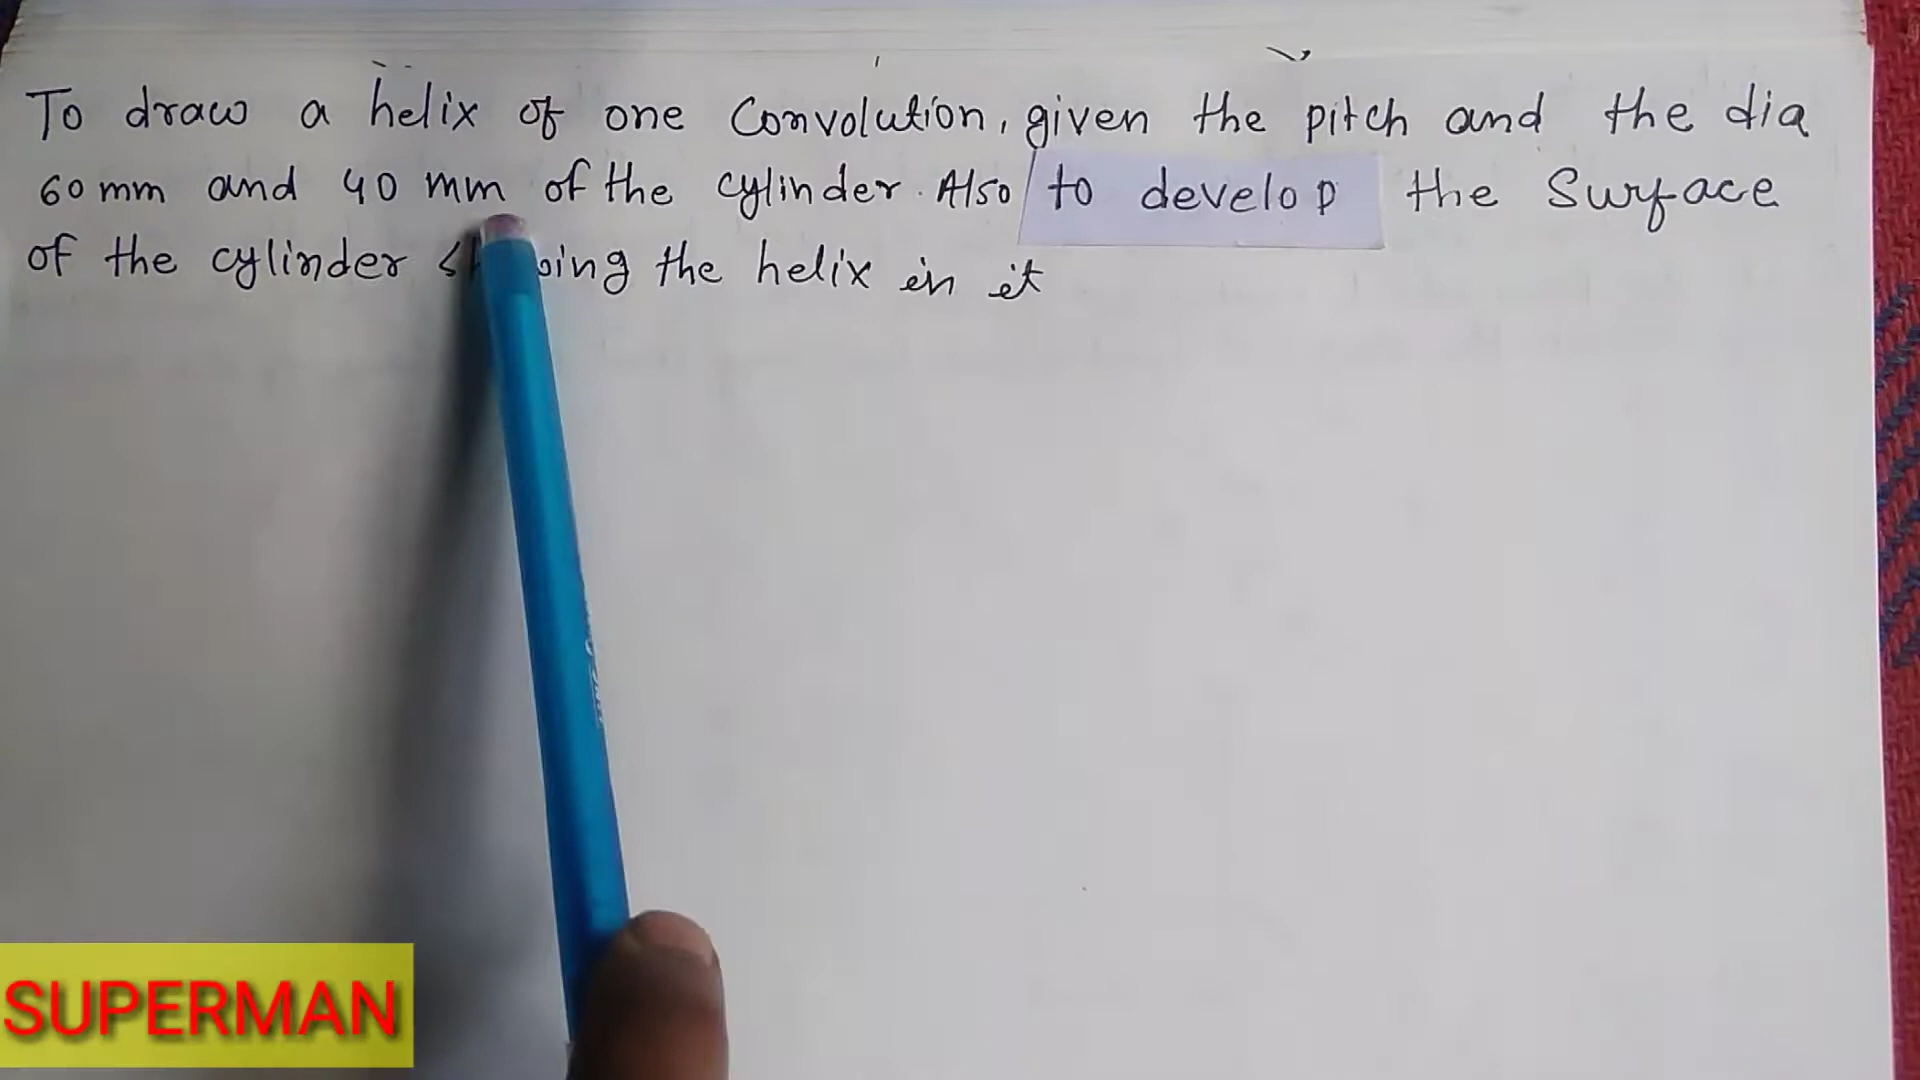 To draw a helix of one Convolution, given the pitch and the dia
60 mm and 40 mm of the cylinder. Also to develop the Surface
of the cylinder the helix in it
SUPERMAN